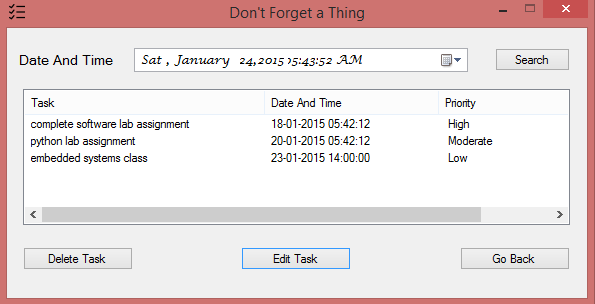 Don't Forget a Thing
Date And Time Sat , January 24,2015 05:43:52 AM Search
Task Date And Time Priority
complete software lab assignment 18-01-2015 05:42:12 High
python lab assignment 20-01-2015 05:42:12 Moderate
embedded systems class 23-01-2015 14:00:00 Low
Delete Task Edit Task Go Back